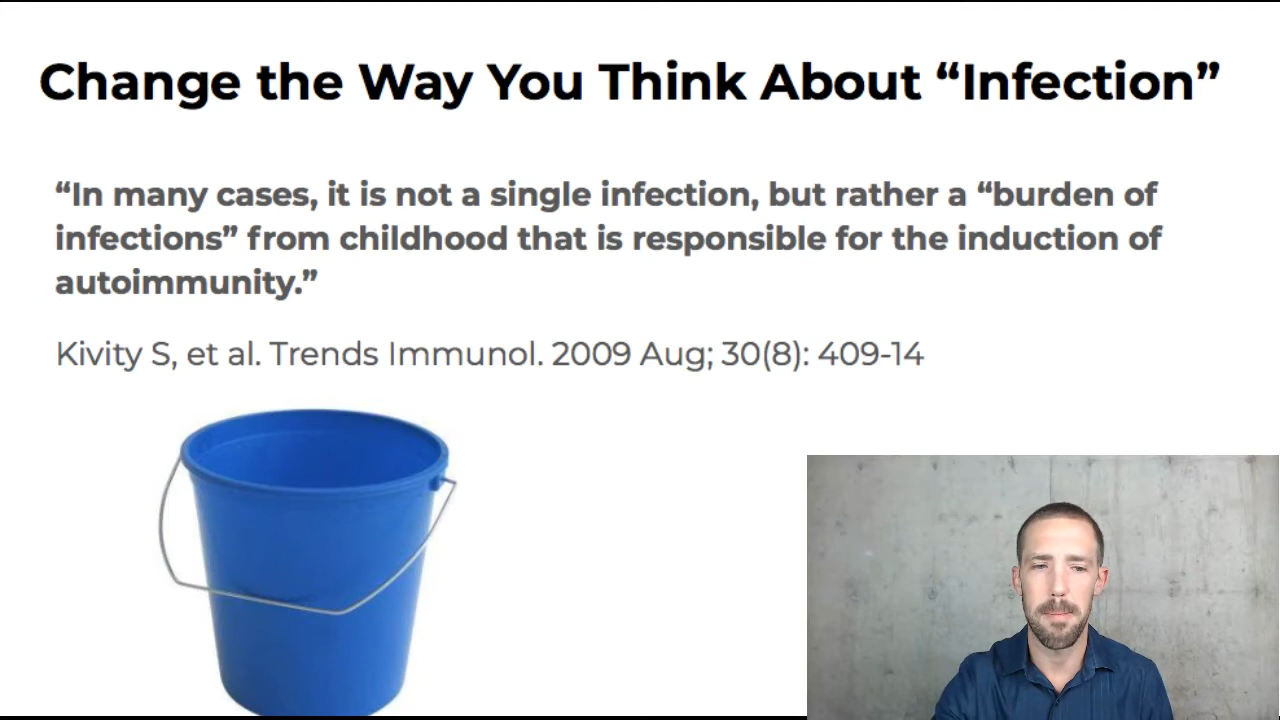 Change the Way You Think About “Infection”
“In many cases, it is not a single infection, but rather a “burden of
infections” from childhood that is responsible for the induction of
autoimmunity.”
Kivity S, et al. Trends Immunol. 2009 Aug; 30(8): 409-14